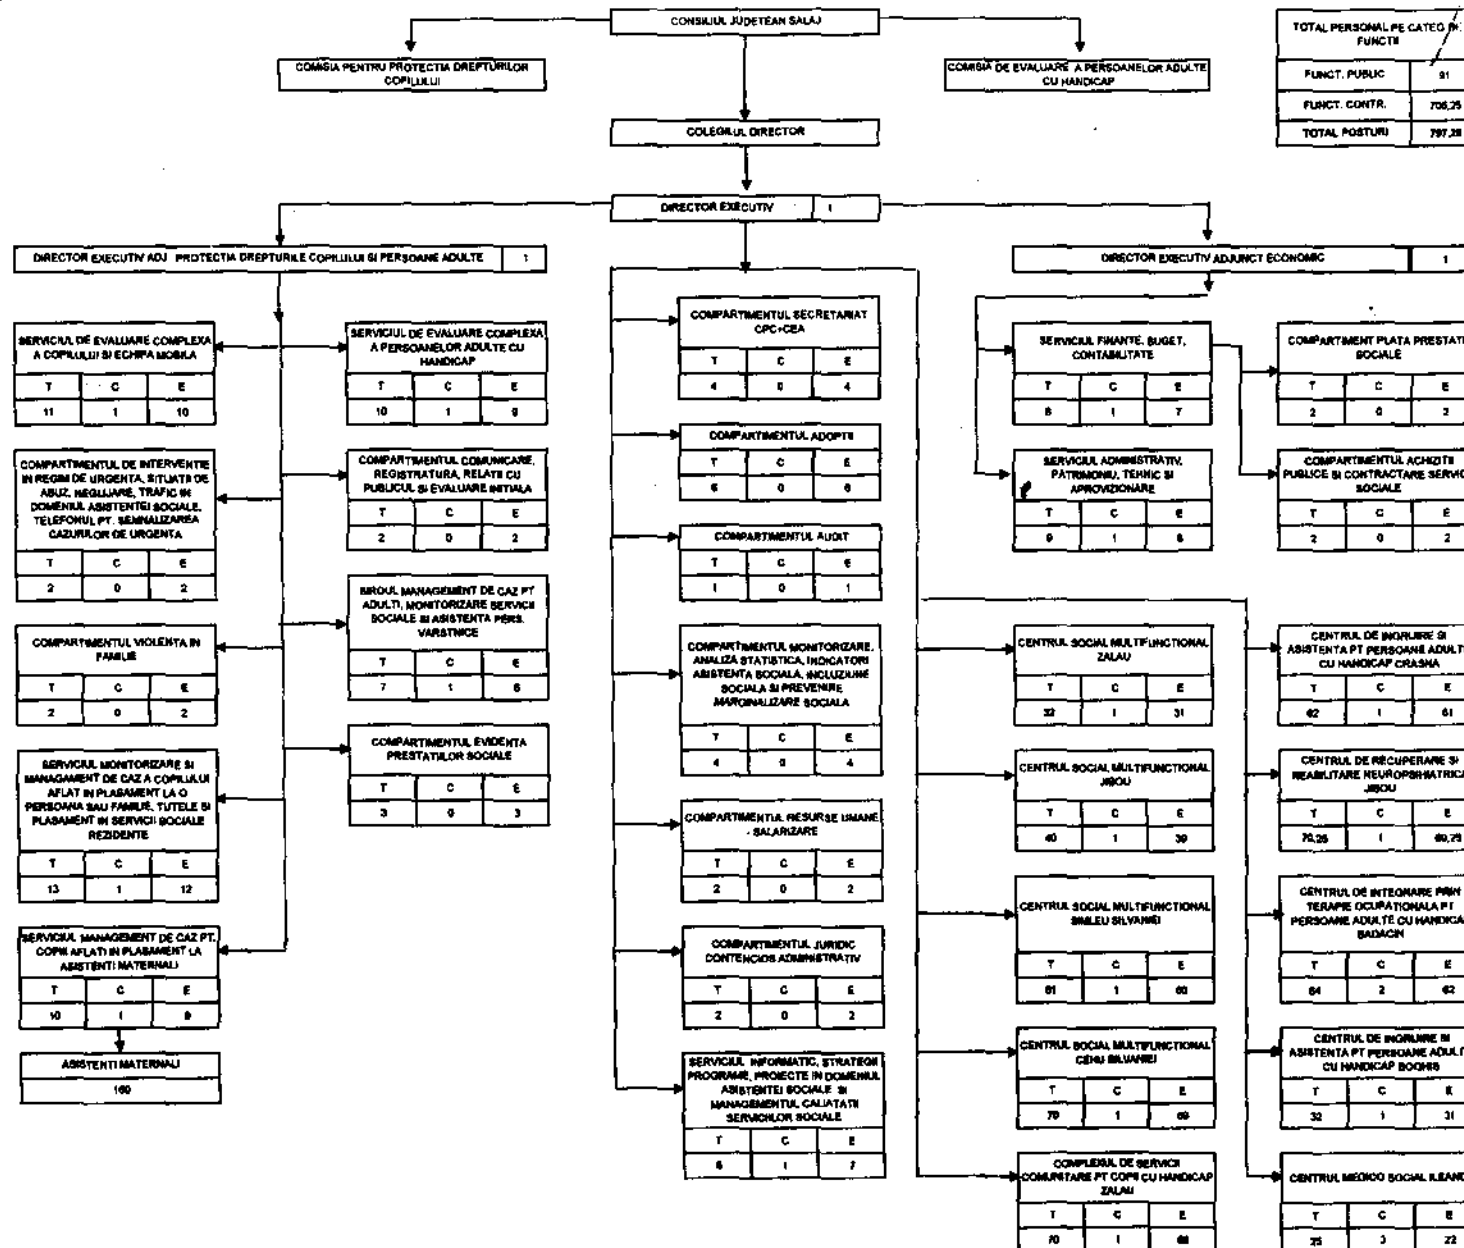 CONSILIUL JUDETEAN SALAJ
COMISIA PENTRU PROTECTIA DREPTURILOR
COPILULUI
COMISIA DE EVALUARE A PERSOANELOR ADULTE
CU HANDICAP
TOTAL PERSONAL PE CATEG
FUNCTII
FUNCT. PUBLIC 91
FUNCT. CONTR. 706,25
TOTAL POSTURI 797,25
COLEGIUL DIRECTOR
DIRECTOR EXECUTIV 1
DIRECTOR EXECUTIV ADJ PROTECTIA DREPTURILE COPILULUI SI PERSOANE ADULTE 1
DIRECTOR EXECUTIV ADJUNCT ECONOMIC 1
SERVICIUL DE EVALUARE COMPLEXA
A COPILULUI SI ECHIPA MOBILA
T C E
11 1 10
COMPARTIMENTUL DE INTERVENTIE
IN REGIM DE URGENTA, SITUATII DE
ABUZ, NEGLIJARE, TRAFIC IN
DOMENIUL ASISTENTEI SOCIALE,
TELEFONUL PT. SEMNALIZAREA
CAZURILOR DE URGENTA
T C E
2 0 2
COMPARTIMENTUL VIOLENTA IN
FAMILIE
T C E
2 0 2
SERVICIUL MONITORIZARE SI
MANAGAMENT DE CAZ A COPILULUI
AFLAT IN PLASAMENT LA O
PERSOANA SAU FAMILIE, TUTELE SI
PLASAMENT IN SERVICII SOCIALE
REZIDENTE
T C E
13 1 12
SERVICIUL MANAGEMENT DE CAZ PT.
COPII AFLATI IN PLASAMENT LA
ASISTENTI MATERNALI
T C E
10 1 9
ASISTENTI MATERNALI
160
SERVICIUL DE EVALUARE COMPLEXA
A PERSOANELOR ADULTE CU
HANDICAP
T C E
10 1 9
COMPARTIMENTUL COMUNICARE,
REGISTRATURA, RELATII CU
PUBLICUL SI EVALUARE INITIALA
T C E
2 0 2
BIROUL MANAGEMENT DE CAZ PT
ADULTI, MONITORIZARE SERVICII
SOCIALE SI ASISTENTA PERS.
VARSTNICE
T C E
7 1 6
COMPARTIMENTUL EVIDENTA
PRESTATIILOR SOCIALE
T C E
3 0 3
COMPARTIMENTUL SECRETARIAT
CPC+CEA
T C E
4 0 4
COMPARTIMENTUL ADOPTII
T C E
6 0 6
COMPARTIMENTUL AUDIT
T C E
1 0 1
COMPARTIMENTUL MONITORIZARE,
ANALIZA STATISTICA, INDICATORI
ASISTENTA SOCIALA, INCLUZIUNE
SOCIALA SI PREVENIRE
MARGINALIZARE SOCIALA
T C E
4 0 4
COMPARTIMENTUL RESURSE UMANE
- SALARIZARE
T C E
2 0 2
COMPARTIMENTUL JURIDIC
CONTENCIOS ADMINISTRATIV
T C E
2 0 2
SERVICIUL INFORMATIC, STRATEGII
PROGRAME, PROIECTE IN DOMENIUL
ASISTENTEI SOCIALE SI
MANAGEMENTUL CALIATATII
SERVICIILOR SOCIALE
T C E
1 7
SERVICIUL FINANTE, BUGET,
CONTABILITATE
T C E
8 1 7
SERVICIUL ADMINISTRATIV,
PATRIMONIU, TEHNIC SI
APROVIZIONARE
T C E
9 1 8
COMPARTIMENT PLATA PRESTATI
SOCIALE
T C E
2 0 2
COMPARTIMENTUL ACHIZITII
PUBLICE SI CONTRACTARE SERVIC
SOCIALE
T C E
2 0 2
CENTRUL SOCIAL MULTIFUNCTIONAL
ZALAU
T C E
32 1 31
CENTRUL SOCIAL MULTIFUNCTIONAL
JIBOU
T C E
40 1 39
CENTRUL SOCIAL MULTIFUNCTIONAL
SIMLEU SILVANIEI
T C E
61 1 60
CENTRUL SOCIAL MULTIFUNCTIONAL
CEHU SILVANIEI
T C E
70 1 69
COMPLEXUL DE SERVICII
COMUNITARE PT COPII CU HANDICAP
ZALAU
T C E
70 1
CENTRUL DE INGRIJIRE SI
ASISTENTA PT PERSOANE ADULT
CU HANDICAP CRASNA
T C E
62 1 61
CENTRUL DE RECUPERARE SI
REABILITARE NEUROPSIHIATRICA
JIBOU
T C E
70,25 1 69,25
CENTRUL DE INTEGRARE PRIN
TERAPIE OCUPATIONALA PT
PERSOANE ADULTE CU HANDICA
BADACIN
T C E
64 2 62
CENTRUL DE INGRIJIRE SI
ASISTENTA PT PERSOANE ADULT
CU HANDICAP BOGHIS
T C E
32 1 31
CENTRUL MEDICO SOCIAL ILEAND
T C E
25 3 22